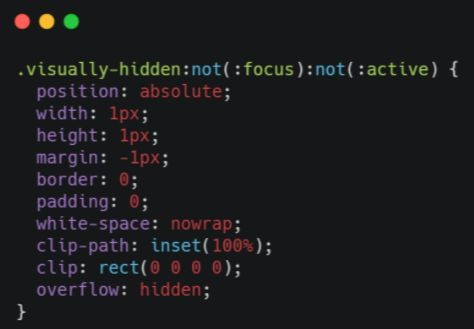 .visually-hidden:not(:focus):not(:active) {
  position: absolute;
  width: 1px;
  height: 1px;
  margin: -1px;
  border: 0;
  padding: 0;
  white-space: nowrap;
  clip-path: inset(100%);
  clip: rect(0 0 0 0);
  overflow: hidden;
}